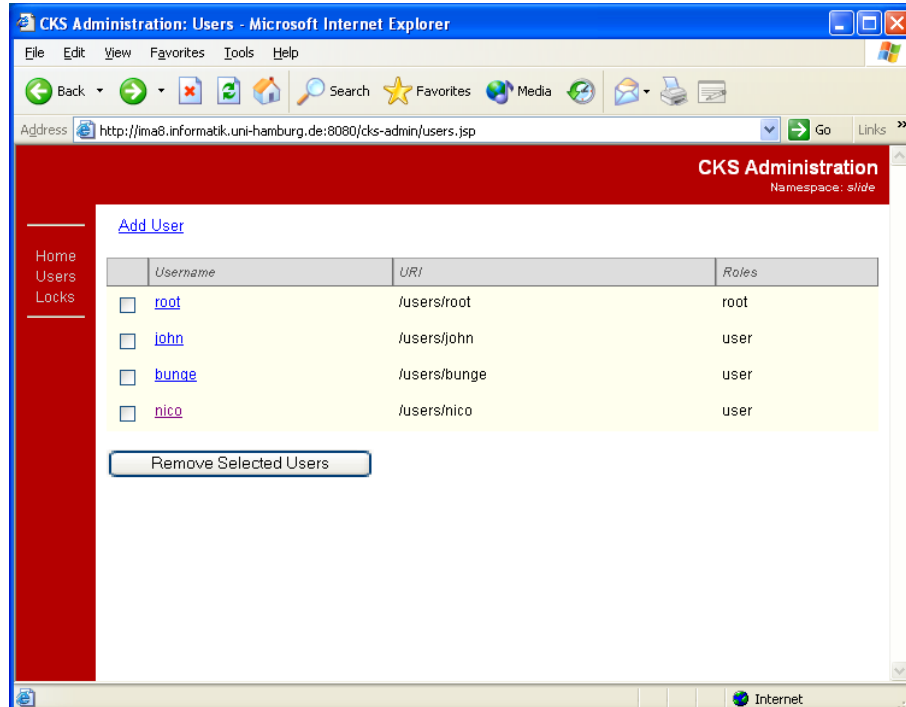 CKS Administration: Users - Microsoft Internet Explorer
File Edit View Favorites Tools Help
Back Search Favorites Media
Address http://ima8.informatik.uni-hamburg.de:8080/cks-admin/users.jsp Go Links »
CKS Administration
Namespace: slide
Home
Users
Locks
Add User
Username URI Roles
root /users/root root
john /users/john user
bunge /users/bunge user
nico /users/nico user
Remove Selected Users
Internet